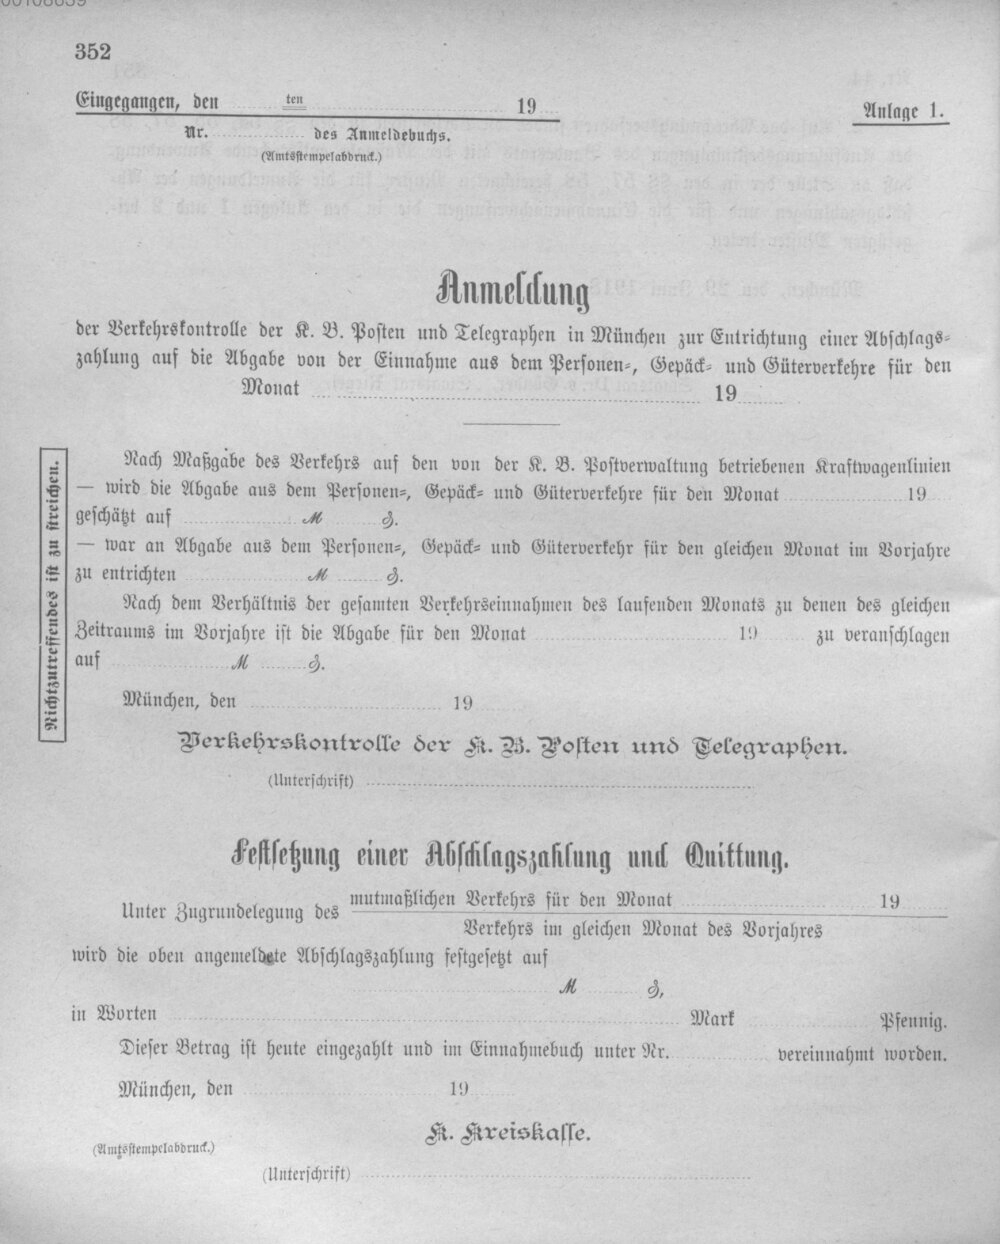 352
Eingegangen, den ten 19
Anlage 1.
Nr. des Anmeldebuchs.
(Amtsstempelabdruck.)
Anmeldung
der Verkehrskontrolle der K. B. Posten und Telegraphen in München zur Entrichtung einer Abschlags-
zahlung auf die Abgabe von der Einnahme aus dem Personen-, Gepäck- und Güterverkehre für den
Monat 19
Nichtzutreffendes ist zu streichen.
Nach Maßgabe des Verkehrs auf den von der K. B. Postverwaltung betriebenen Kraftwagenlinien
— wird die Abgabe aus dem Personen-, Gepäck- und Güterverkehre für den Monat 19
geschätzt auf ℳ ₰.
— war an Abgabe aus dem Personen-, Gepäck- und Güterverkehr für den gleichen Monat im Vorjahre
zu entrichten ℳ ₰.
Nach dem Verhältnis der gesamten Verkehrseinnahmen des laufenden Monats zu denen des gleichen
Zeitraums im Vorjahre ist die Abgabe für den Monat 19 zu veranschlagen
auf ℳ ₰.
München, den 19
Verkehrskontrolle der K. B. Posten und Telegraphen.
(Unterschrift)
Festsetzung einer Abschlagszahlung und Quittung.
Unter Zugrundelegung des mutmaßlichen Verkehrs für den Monat 19
Verkehrs im gleichen Monat des Vorjahres
wird die oben angemeldete Abschlagszahlung festgesetzt auf
ℳ ₰,
in Worten Mark Pfennig.
Dieser Betrag ist heute eingezahlt und im Einnahmebuch unter Nr. vereinnahmt worden.
München, den 19
K. Kreiskasse.
(Amtsstempelabdruck.)
(Unterschrift)